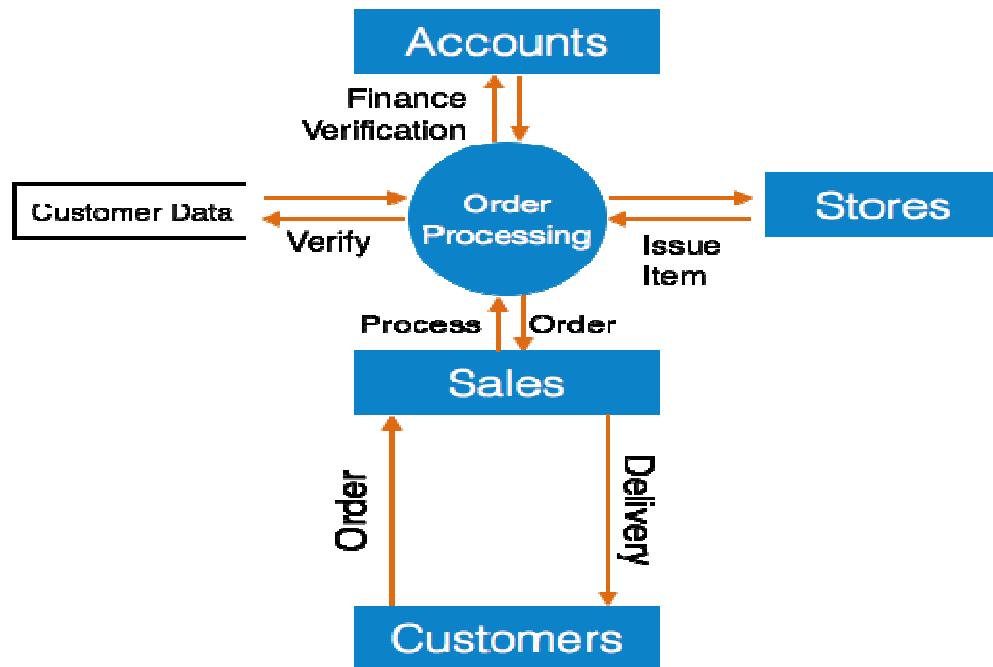 Accounts
Finance
Verification
Customer Data
Verify
Order
Processing
Stores
Issue
Item
Process
Order
Sales
Order
Delivery
Customers